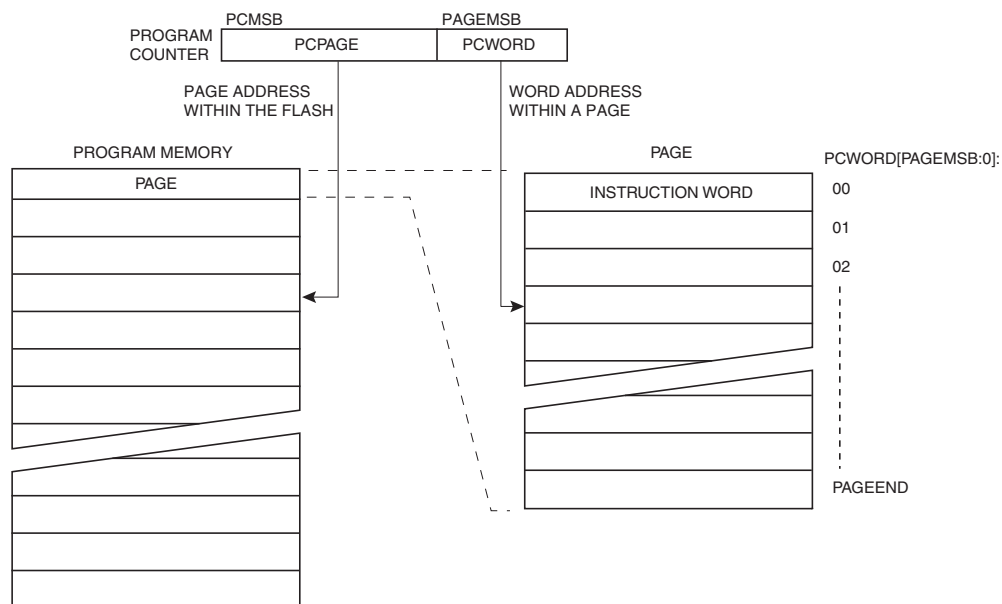 PCMSB
PAGEMSB
PROGRAM
COUNTER
PCPAGE
PCWORD
PAGE ADDRESS
WITHIN THE FLASH
WORD ADDRESS
WITHIN A PAGE
PROGRAM MEMORY
PAGE
PAGE
PCWORD[PAGEMSB:0]:
INSTRUCTION WORD
00
01
02
PAGEEND